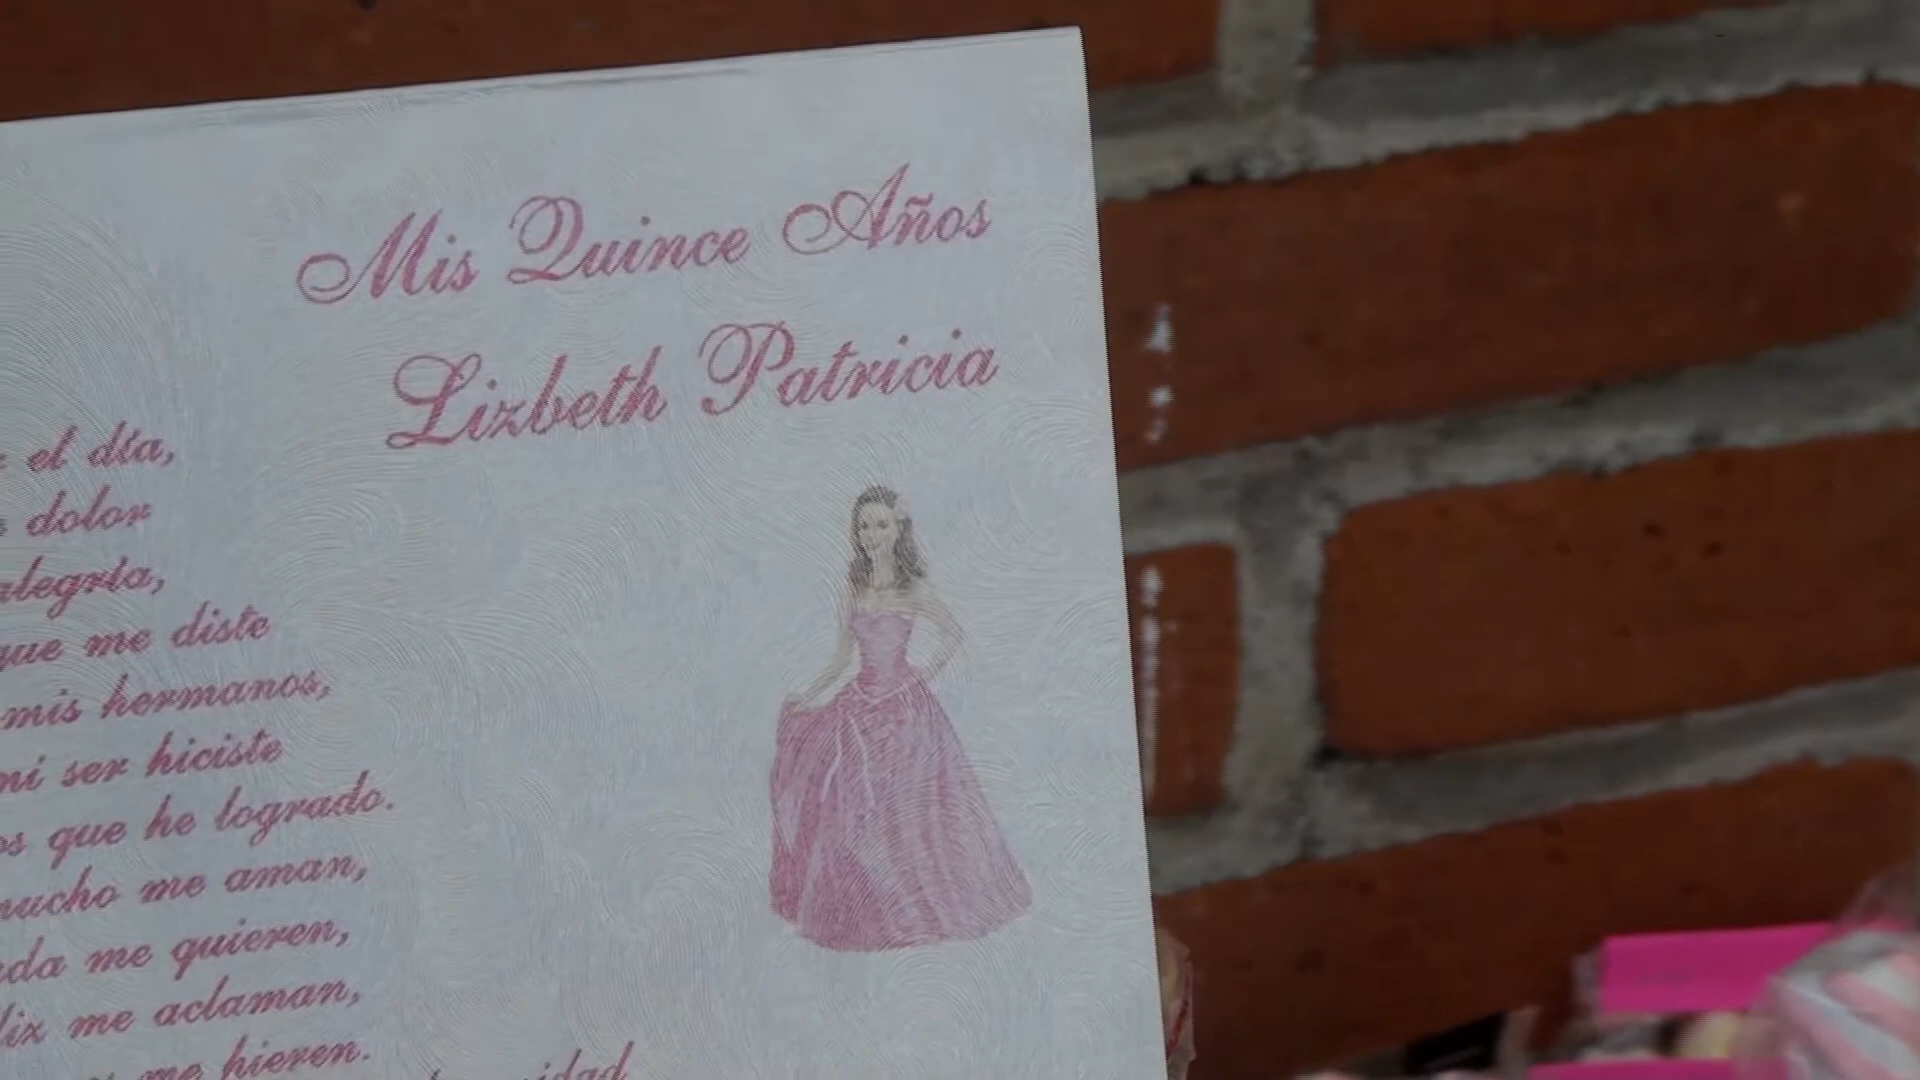 Mis Quince Años
Lizbeth Patricia
el día,
dolor
alegría,
que me diste
mis hermanos,
mi ser hiciste
que he logrado.
mucho me aman,
me quieren,
me aclaman,
me hieren.